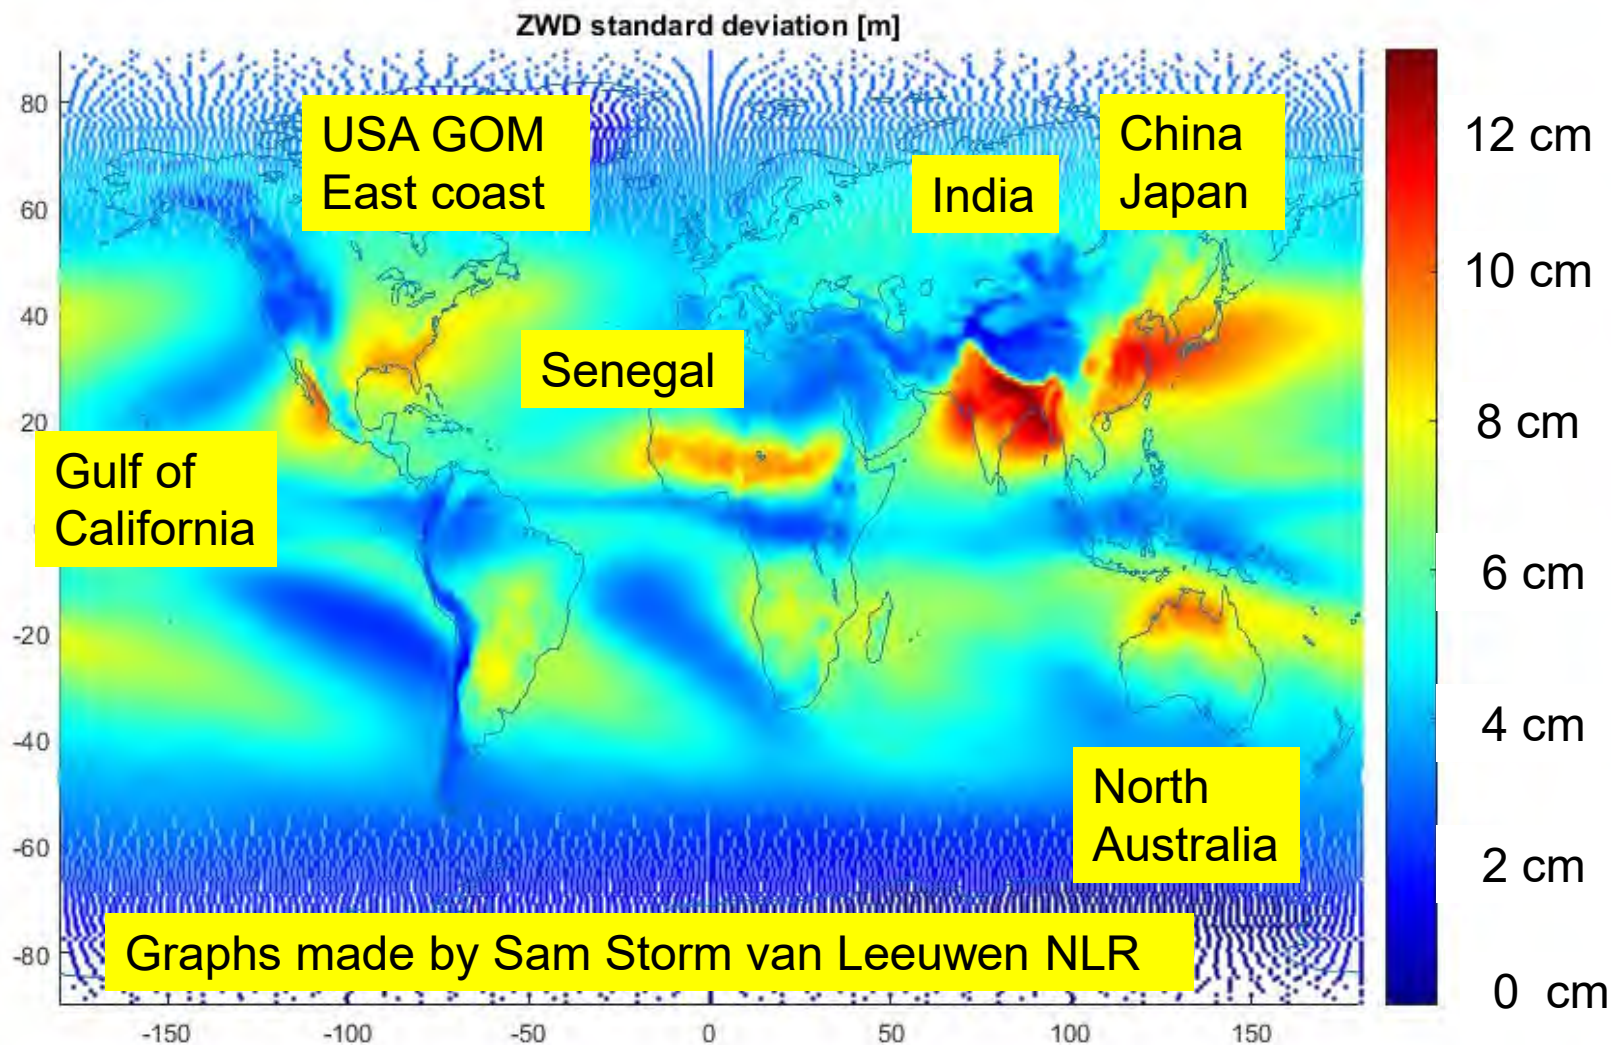 ZWD standard deviation [m]
80
60
40
20
-20
-40
-60
-80
-150
-100
-50
0
50
100
150
USA GOM
East coast
India
China
Japan
Senegal
Gulf of
California
North
Australia
Graphs made by Sam Storm van Leeuwen NLR
12 cm
10 cm
8 cm
6 cm
4 cm
2 cm
0 cm